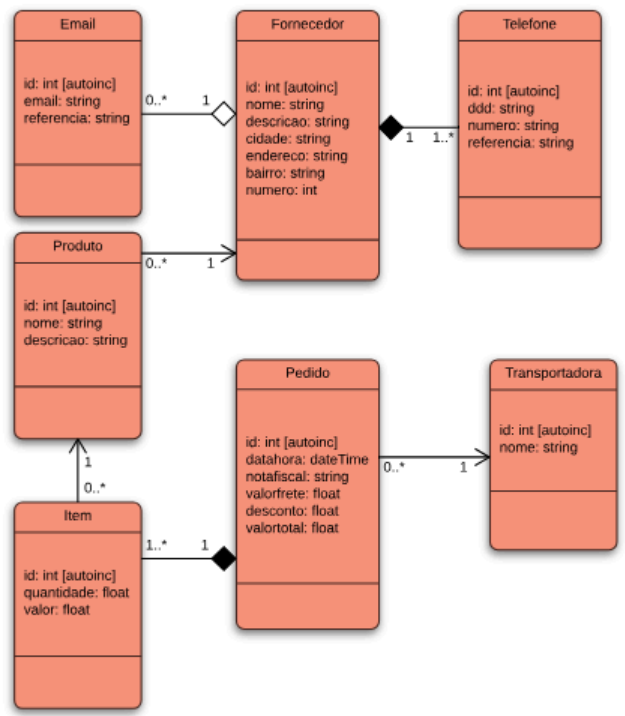 Email
id: int [autoinc]
email: string
referencia: string
0..*
1
Fornecedor
id: int [autoinc]
nome: string
descricao: string
cidade: string
endereco: string
bairro: string
numero: int
1
1..*
Telefone
id: int [autoinc]
ddd: string
numero: string
referencia: string
Produto
id: int [autoinc]
nome: string
descricao: string
0..*
1
1
0..*
Item
id: int [autoinc]
quantidade: float
valor: float
1..*
1
Pedido
id: int [autoinc]
datahora: dateTime
notafiscal: string
valorfrete: float
desconto: float
valortotal: float
0..*
1
Transportadora
id: int [autoinc]
nome: string